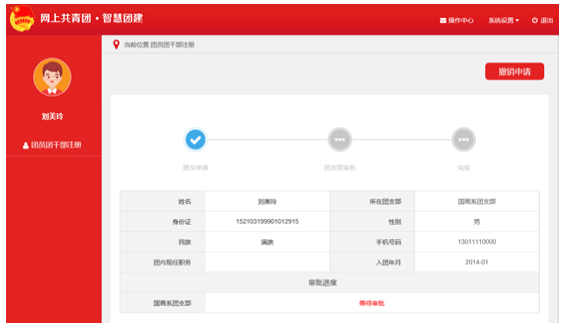 网上共青团·智慧团建
操作中心 系统设置 退出
当前位置 团员团干部注册
刘美玲
团员团干部注册
撤销申请
提交申请 团支部审批 完成
姓名 刘美玲 所在团支部 国商系团支部
身份证 152103199901012915 性别 男
民族 满族 手机号码 13011110000
团内现任职务 入团年月 2014-01
审批进度
国商系团支部 等待审批